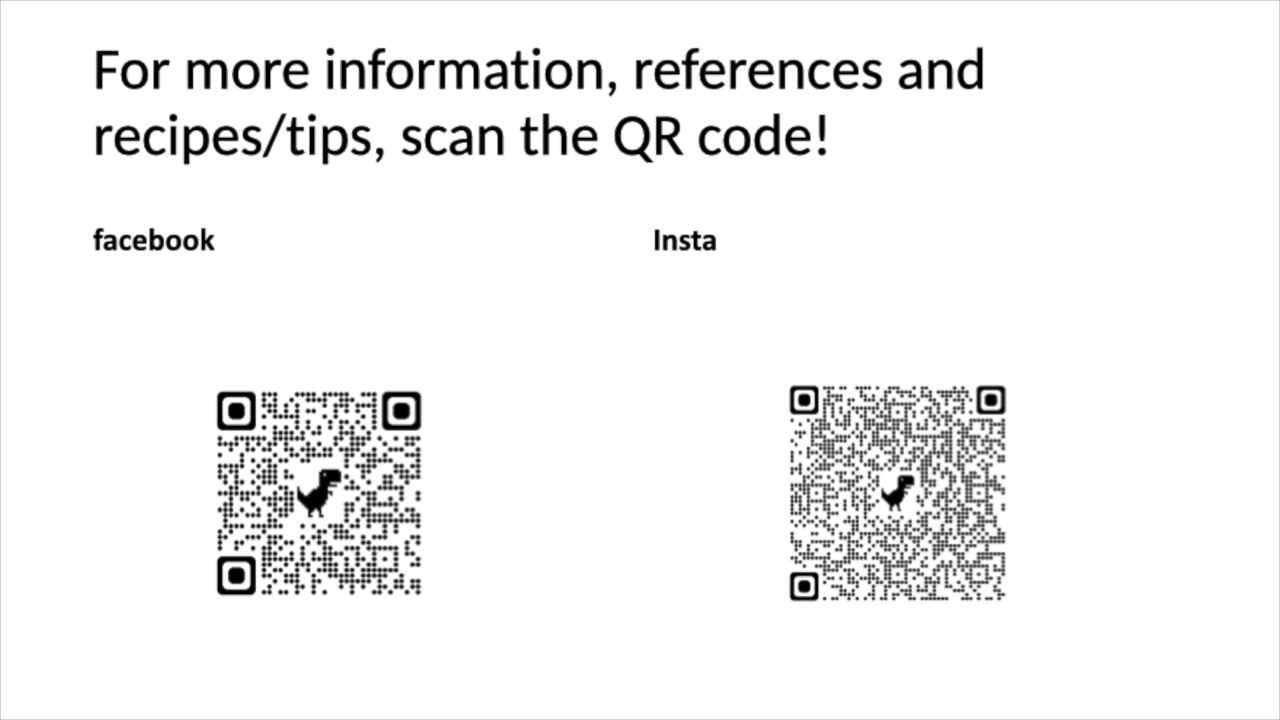 For more information, references and
recipes/tips, scan the QR code!
facebook
Insta